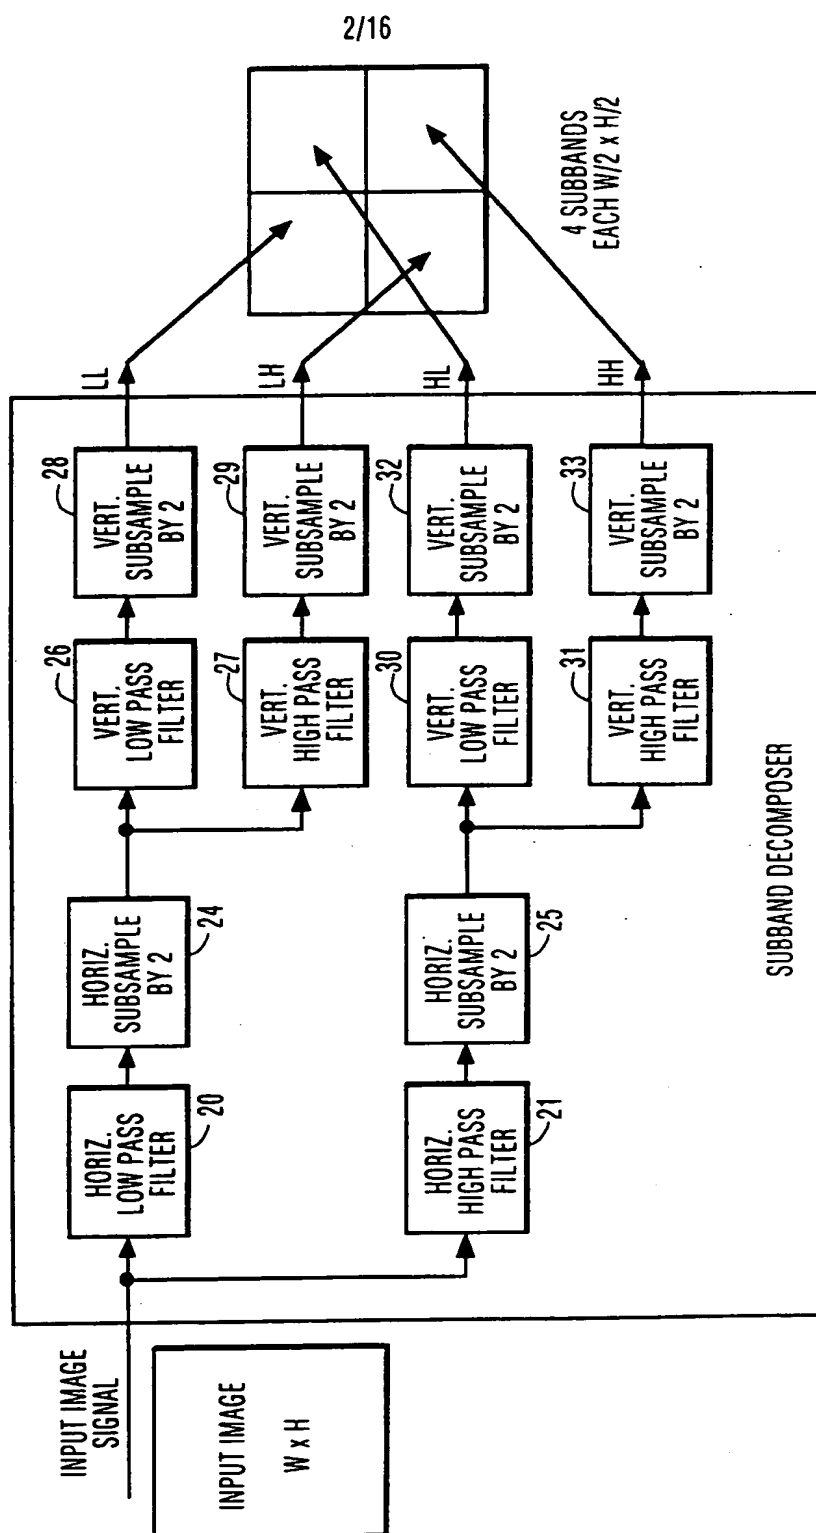 2/16
INPUT IMAGE
SIGNAL
INPUT IMAGE
W x H
HORIZ.
LOW PASS
FILTER
20
HORIZ.
SUBSAMPLE
BY 2
24
VERT.
LOW PASS
FILTER
26
VERT.
SUBSAMPLE
BY 2
28
LL
VERT.
HIGH PASS
FILTER
27
VERT.
SUBSAMPLE
BY 2
29
LH
HORIZ.
HIGH PASS
FILTER
21
HORIZ.
SUBSAMPLE
BY 2
25
VERT.
LOW PASS
FILTER
30
VERT.
SUBSAMPLE
BY 2
32
HL
VERT.
HIGH PASS
FILTER
31
VERT.
SUBSAMPLE
BY 2
33
HH
4 SUBBANDS
EACH W/2 x H/2
SUBBAND DECOMPOSER